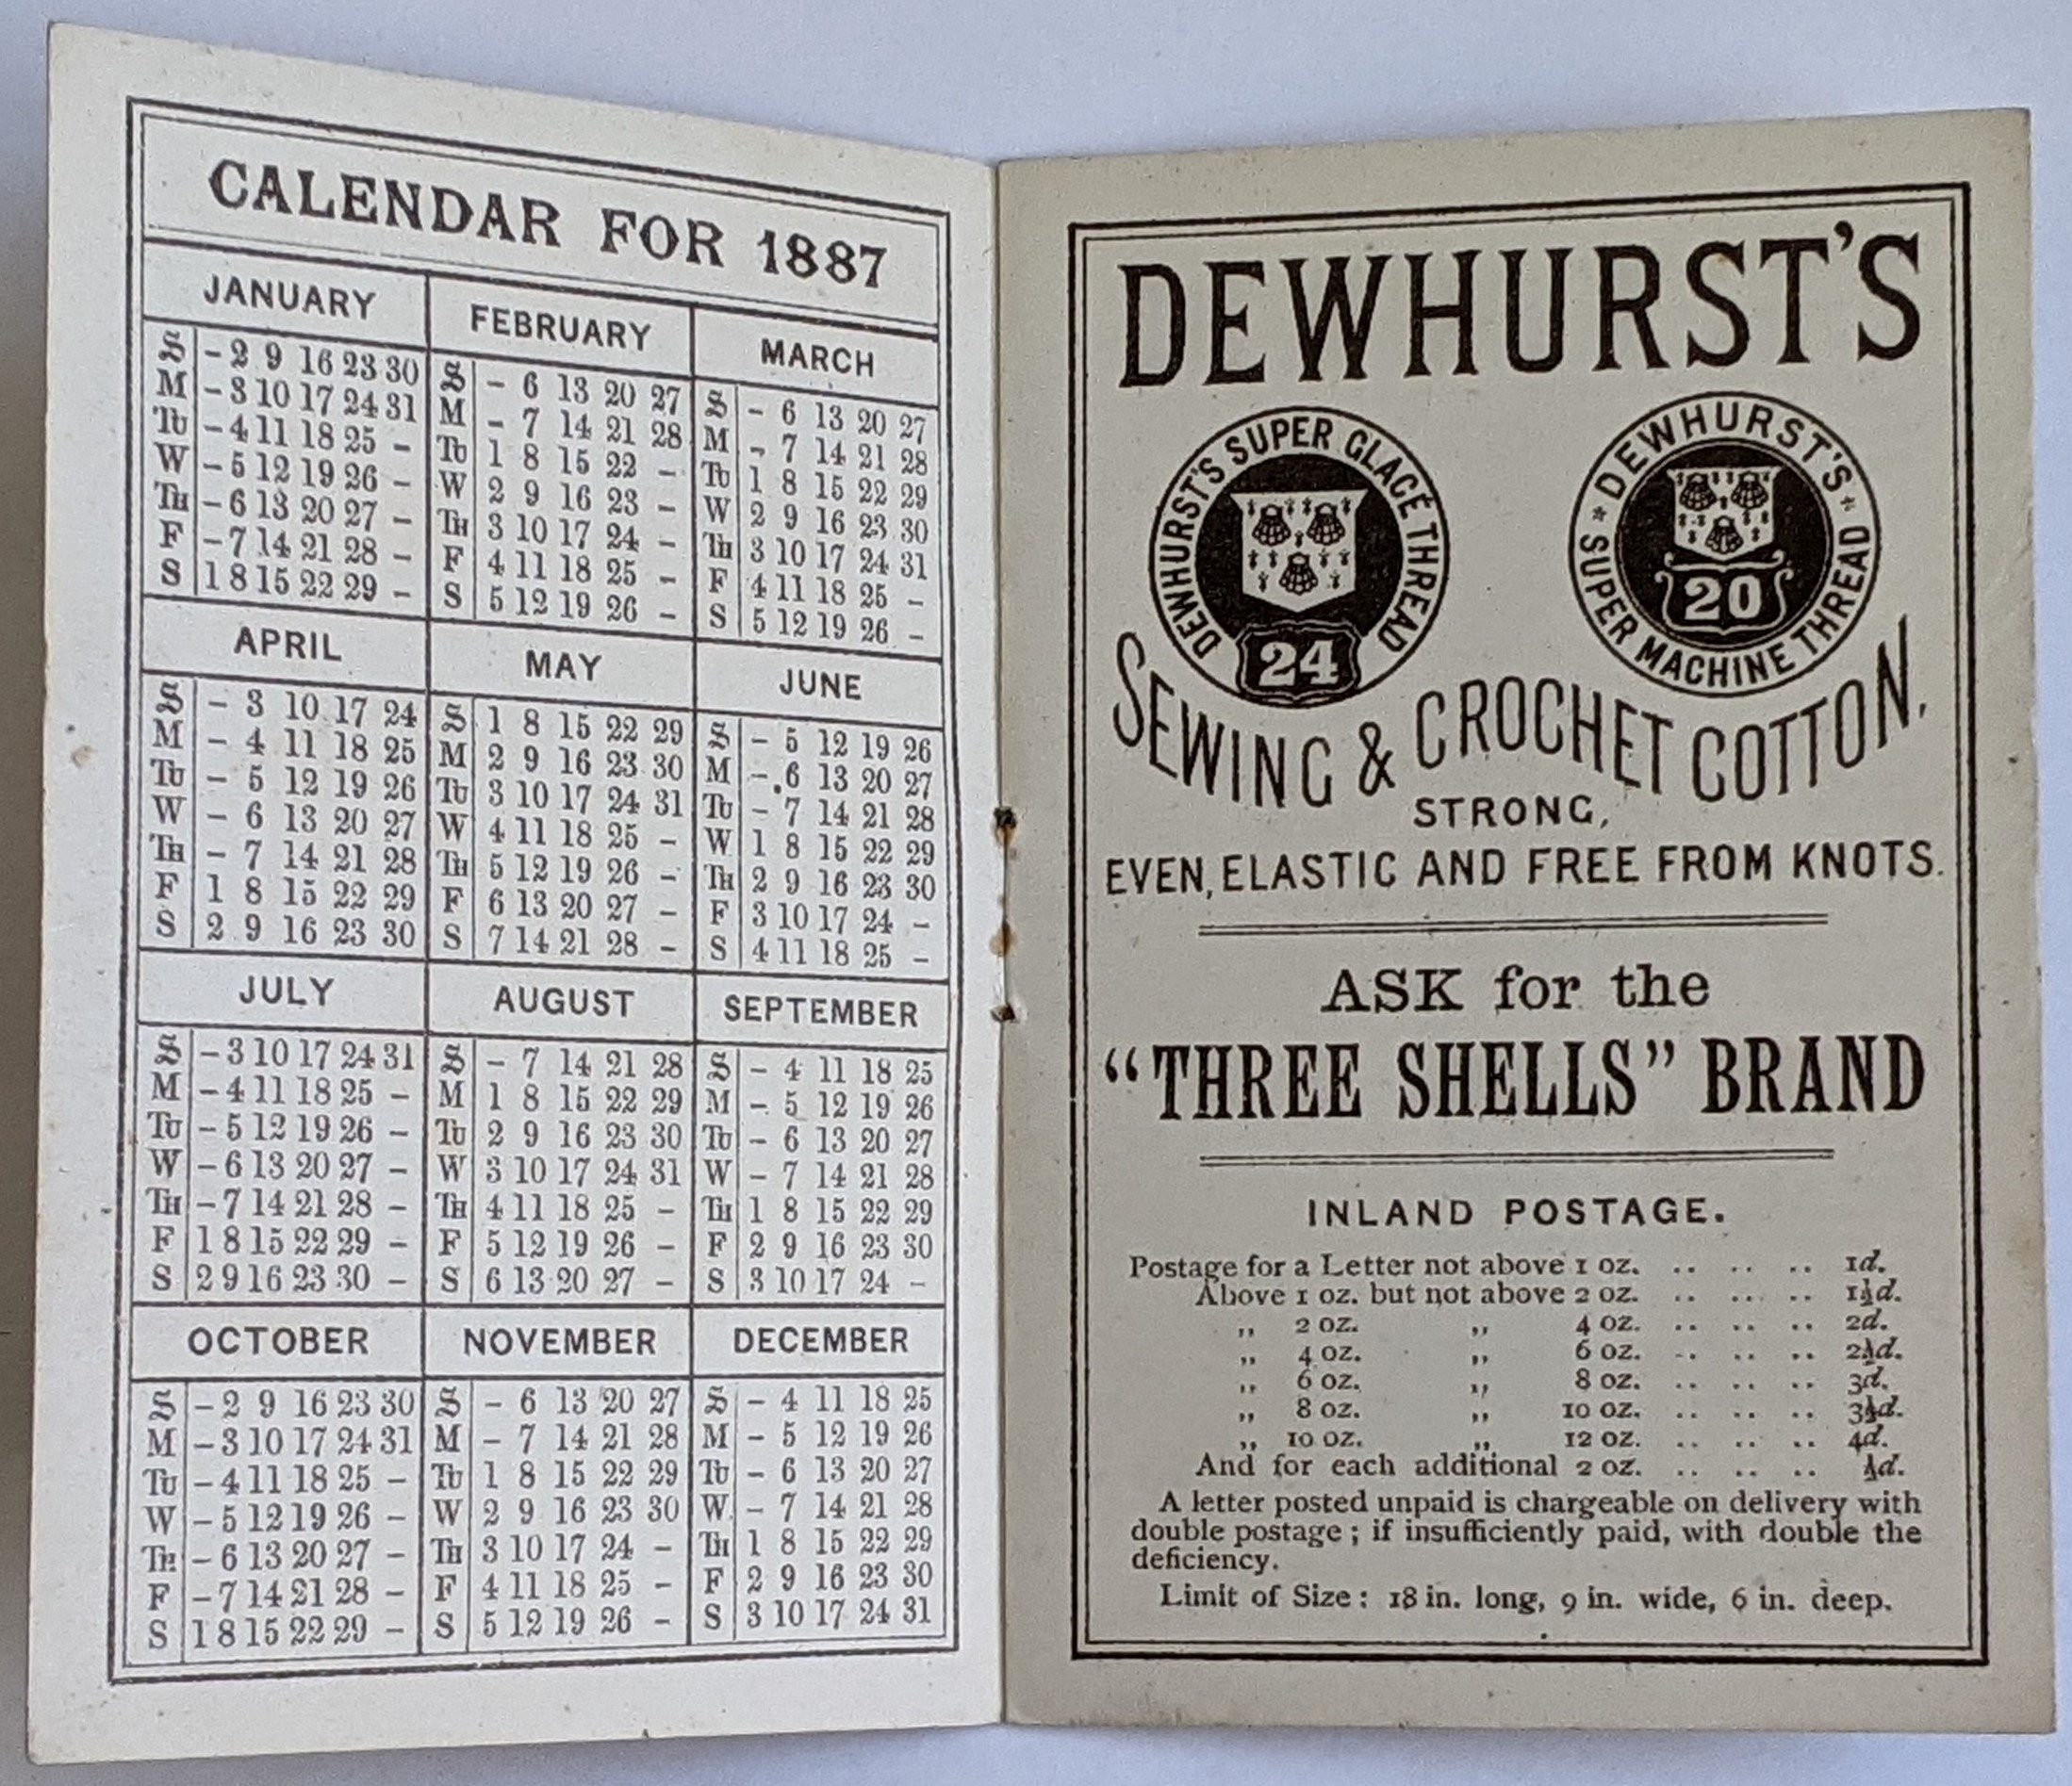 CALENDAR FOR 1887
JANUARY
S – 2 9 16 23 30
M – 3 10 17 24 31
TU – 4 11 18 25 –
W – 5 12 19 26 –
TH – 6 13 20 27 –
F – 7 14 21 28 –
S 1 8 15 22 29 –
FEBRUARY
S – 6 13 20 27
M – 7 14 21 28
TU 1 8 15 22 –
W 2 9 16 23 –
TH 3 10 17 24 –
F 4 11 18 25 –
S 5 12 19 26 –
MARCH
S – 6 13 20 27
M – 7 14 21 28
TU 1 8 15 22 29
W 2 9 16 23 30
TH 3 10 17 24 31
F 4 11 18 25 –
S 5 12 19 26 –
APRIL
S – 3 10 17 24
M – 4 11 18 25
TU – 5 12 19 26
W – 6 13 20 27
TH – 7 14 21 28
F 1 8 15 22 29
S 2 9 16 23 30
MAY
S 1 8 15 22 29
M 2 9 16 23 30
TU 3 10 17 24 31
W 4 11 18 25 –
TH 5 12 19 26 –
F 6 13 20 27 –
S 7 14 21 28 –
JUNE
S – 5 12 19 26
M – 6 13 20 27
TU – 7 14 21 28
W 1 8 15 22 29
TH 2 9 16 23 30
F 3 10 17 24 –
S 4 11 18 25 –
JULY
S – 3 10 17 24 31
M – 4 11 18 25 –
TU – 5 12 19 26 –
W – 6 13 20 27 –
TH – 7 14 21 28 –
F 1 8 15 22 29 –
S 2 9 16 23 30 –
AUGUST
S – 7 14 21 28
M 1 8 15 22 29
TU 2 9 16 23 30
W 3 10 17 24 31
TH 4 11 18 25 –
F 5 12 19 26 –
S 6 13 20 27 –
SEPTEMBER
S – 4 11 18 25
M – 5 12 19 26
TU – 6 13 20 27
W – 7 14 21 28
TH 1 8 15 22 29
F 2 9 16 23 30
S 3 10 17 24 –
OCTOBER
S – 2 9 16 23 30
M – 3 10 17 24 31
TU – 4 11 18 25 –
W – 5 12 19 26 –
TH – 6 13 20 27 –
F – 7 14 21 28 –
S 1 8 15 22 29 –
NOVEMBER
S – 6 13 20 27
M – 7 14 21 28
TU 1 8 15 22 29
W 2 9 16 23 30
TH 3 10 17 24 –
F 4 11 18 25 –
S 5 12 19 26 –
DECEMBER
S – 4 11 18 25
M – 5 12 19 26
TU – 6 13 20 27
W – 7 14 21 28
TH 1 8 15 22 29
F 2 9 16 23 30
S 3 10 17 24 31
DEWHURST'S
DEWHURST'S SUPER GLACÉ THREAD
24
* DEWHURST'S * SUPER MACHINE THREAD
20
SEWING & CROCHET COTTON,
STRONG,
EVEN, ELASTIC AND FREE FROM KNOTS.
ASK for the
“THREE SHELLS” BRAND
INLAND POSTAGE.
Postage for a Letter not above 1 oz. .. .. .. 1d.
Above 1 oz. but not above 2 oz. .. .. .. 1½d.
,, 2 oz. ,, 4 oz. .. .. .. 2d.
,, 4 oz. ,, 6 oz. .. .. .. 2½d.
,, 6 oz. ,, 8 oz. .. .. .. 3d.
,, 8 oz. ,, 10 oz. .. .. .. 3½d.
,, 10 oz. ,, 12 oz. .. .. .. 4d.
And for each additional 2 oz. .. .. .. ½d.
A letter posted unpaid is chargeable on delivery with
double postage ; if insufficiently paid, with double the
deficiency.
Limit of Size : 18 in. long, 9 in. wide, 6 in. deep.